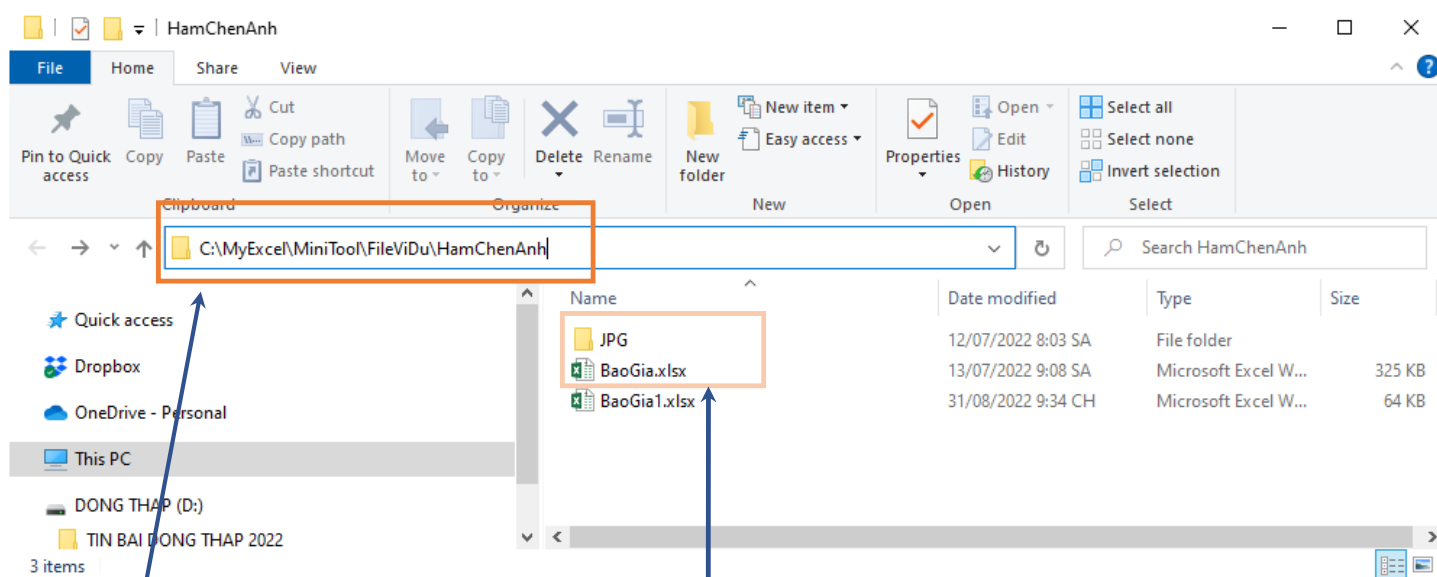 HamChenAnh
File Home Share View
Pin to Quick access
Copy
Paste
Cut
Copy path
Paste shortcut
Clipboard
Move to
Copy to
Delete
Rename
Organize
New folder
New item
Easy access
New
Properties
Open
Edit
History
Open
Select all
Select none
Invert selection
Select
C:\MyExcel\MiniTool\FileViDu\HamChenAnh
Search HamChenAnh
Quick access
Dropbox
OneDrive - Personal
This PC
DONG THAP (D:)
TIN BAI DONG THAP 2022
Name Date modified Type Size
JPG 12/07/2022 8:03 SA File folder
BaoGia.xlsx 13/07/2022 9:08 SA Microsoft Excel W... 325 KB
BaoGia1.xlsx 31/08/2022 9:34 CH Microsoft Excel W... 64 KB
3 items